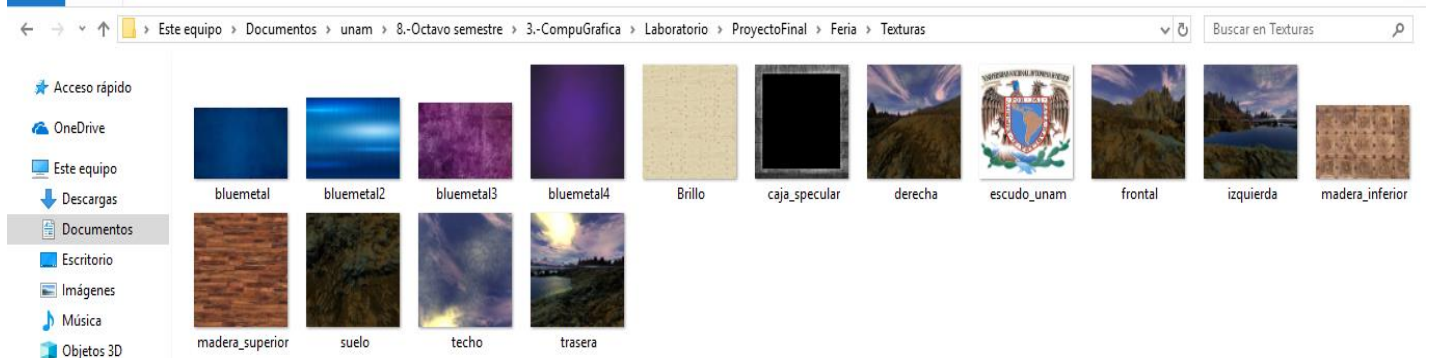 Este equipo > Documentos > unam > 8.-Octavo semestre > 3.-CompuGrafica > Laboratorio > ProyectoFinal > Feria > Texturas
Buscar en Texturas
Acceso rápido
OneDrive
Este equipo
Descargas
Documentos
Escritorio
Imágenes
Música
Objetos 3D
bluemetal bluemetal2 bluemetal3 bluemetal4 Brillo caja_specular derecha escudo_unam frontal izquierda madera_inferior
madera_superior suelo techo trasera